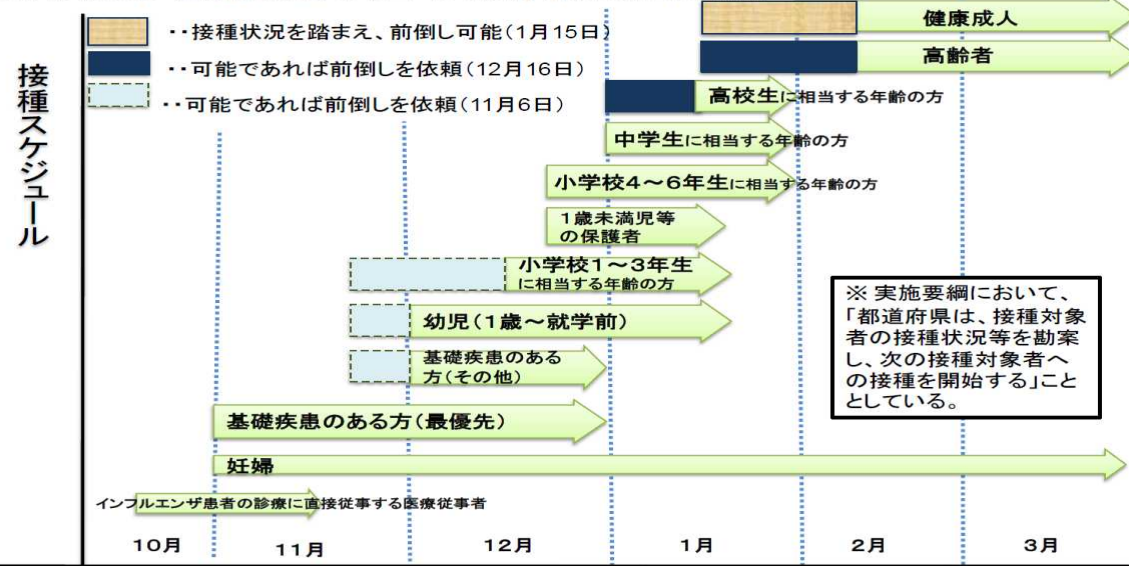 接種スケジュール
・・接種状況を踏まえ、前倒し可能(1月15日)
・・可能であれば前倒しを依頼(12月16日)
・・可能であれば前倒しを依頼(11月6日)
健康成人
高齢者
高校生に相当する年齢の方
中学生に相当する年齢の方
小学校4～6年生に相当する年齢の方
1歳未満児等
の保護者
小学校1～3年生
に相当する年齢の方
幼児(1歳～就学前)
基礎疾患のある
方(その他)
基礎疾患のある方(最優先)
妊婦
インフルエンザ患者の診療に直接従事する医療従事者
※ 実施要綱において、
「都道府県は、接種対象
者の接種状況等を勘案
し、次の接種対象者へ
の接種を開始する」こと
としている。
10月
11月
12月
1月
2月
3月